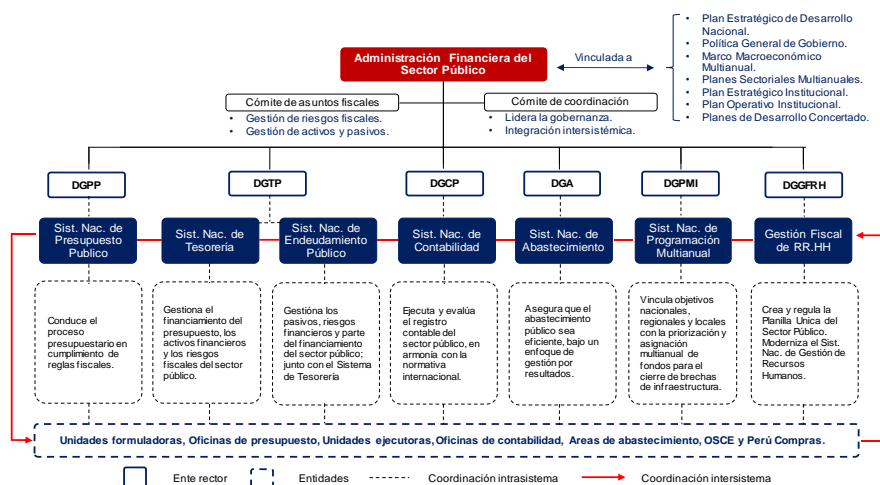 Administración Financiera del
Sector Público
Vinculada a
• Plan Estratégico de Desarrollo
Nacional.
• Política General de Gobierno.
• Marco Macroeconómico
Multianual.
• Planes Sectoriales Multianuales.
• Plan Estratégico Institucional.
• Plan Operativo Institucional.
• Planes de Desarrollo Concertado.
Cómite de asuntos fiscales
• Gestión de riesgos fiscales.
• Gestión de activos y pasivos.
Cómite de coordinación
• Lidera la gobernanza.
• Integración intersistémica.
DGPP
DGTP
DGCP
DGA
DGPMI
DGGFRH
Sist. Nac. de
Presupuesto
Publico
Sist. Nac. de
Tesorería
Sist. Nac. de
Endeudamiento
Público
Sist. Nac. de
Contabilidad
Sist. Nac. de
Abastecimiento
Sist. Nac. de
Programación
Multianual
Gestión Fiscal
de RR.HH
Conduce el
proceso
presupuestario en
cumplimiento de
reglas fiscales.
Gestiona el
financiamiento del
presupuesto, los
activos financieros
y los riesgos
fiscales del sector
público.
Gestióna los
pasivos, riesgos
financieros y parte
del financiamiento
del sector público;
junto con el Sistema
de Tesorería
Ejecuta y evalúa
el registro
contable del
sector público, en
armonía con la
normativa
internacional.
Asegura que el
abastecimiento
público sea
eficiente, bajo un
enfoque de
gestión por
resultados.
Vincula objetivos
nacionales,
regionales y locales
con la priorización y
asignación
multianual de
fondos para el
cierre de brechas
de infraestructura.
Crea y regula la
Planilla Unica del
Sector Público.
Moderniza el Sist.
Nac. de Gestión de
Recursos
Humanos.
Unidades formuladoras, Oficinas de presupuesto, Unidades ejecutoras, Oficinas de contabilidad, Areas de abastecimiento, OSCE y Perú Compras.
Ente rector
Entidades
Coordinación intrasistema
Coordinación intersistema